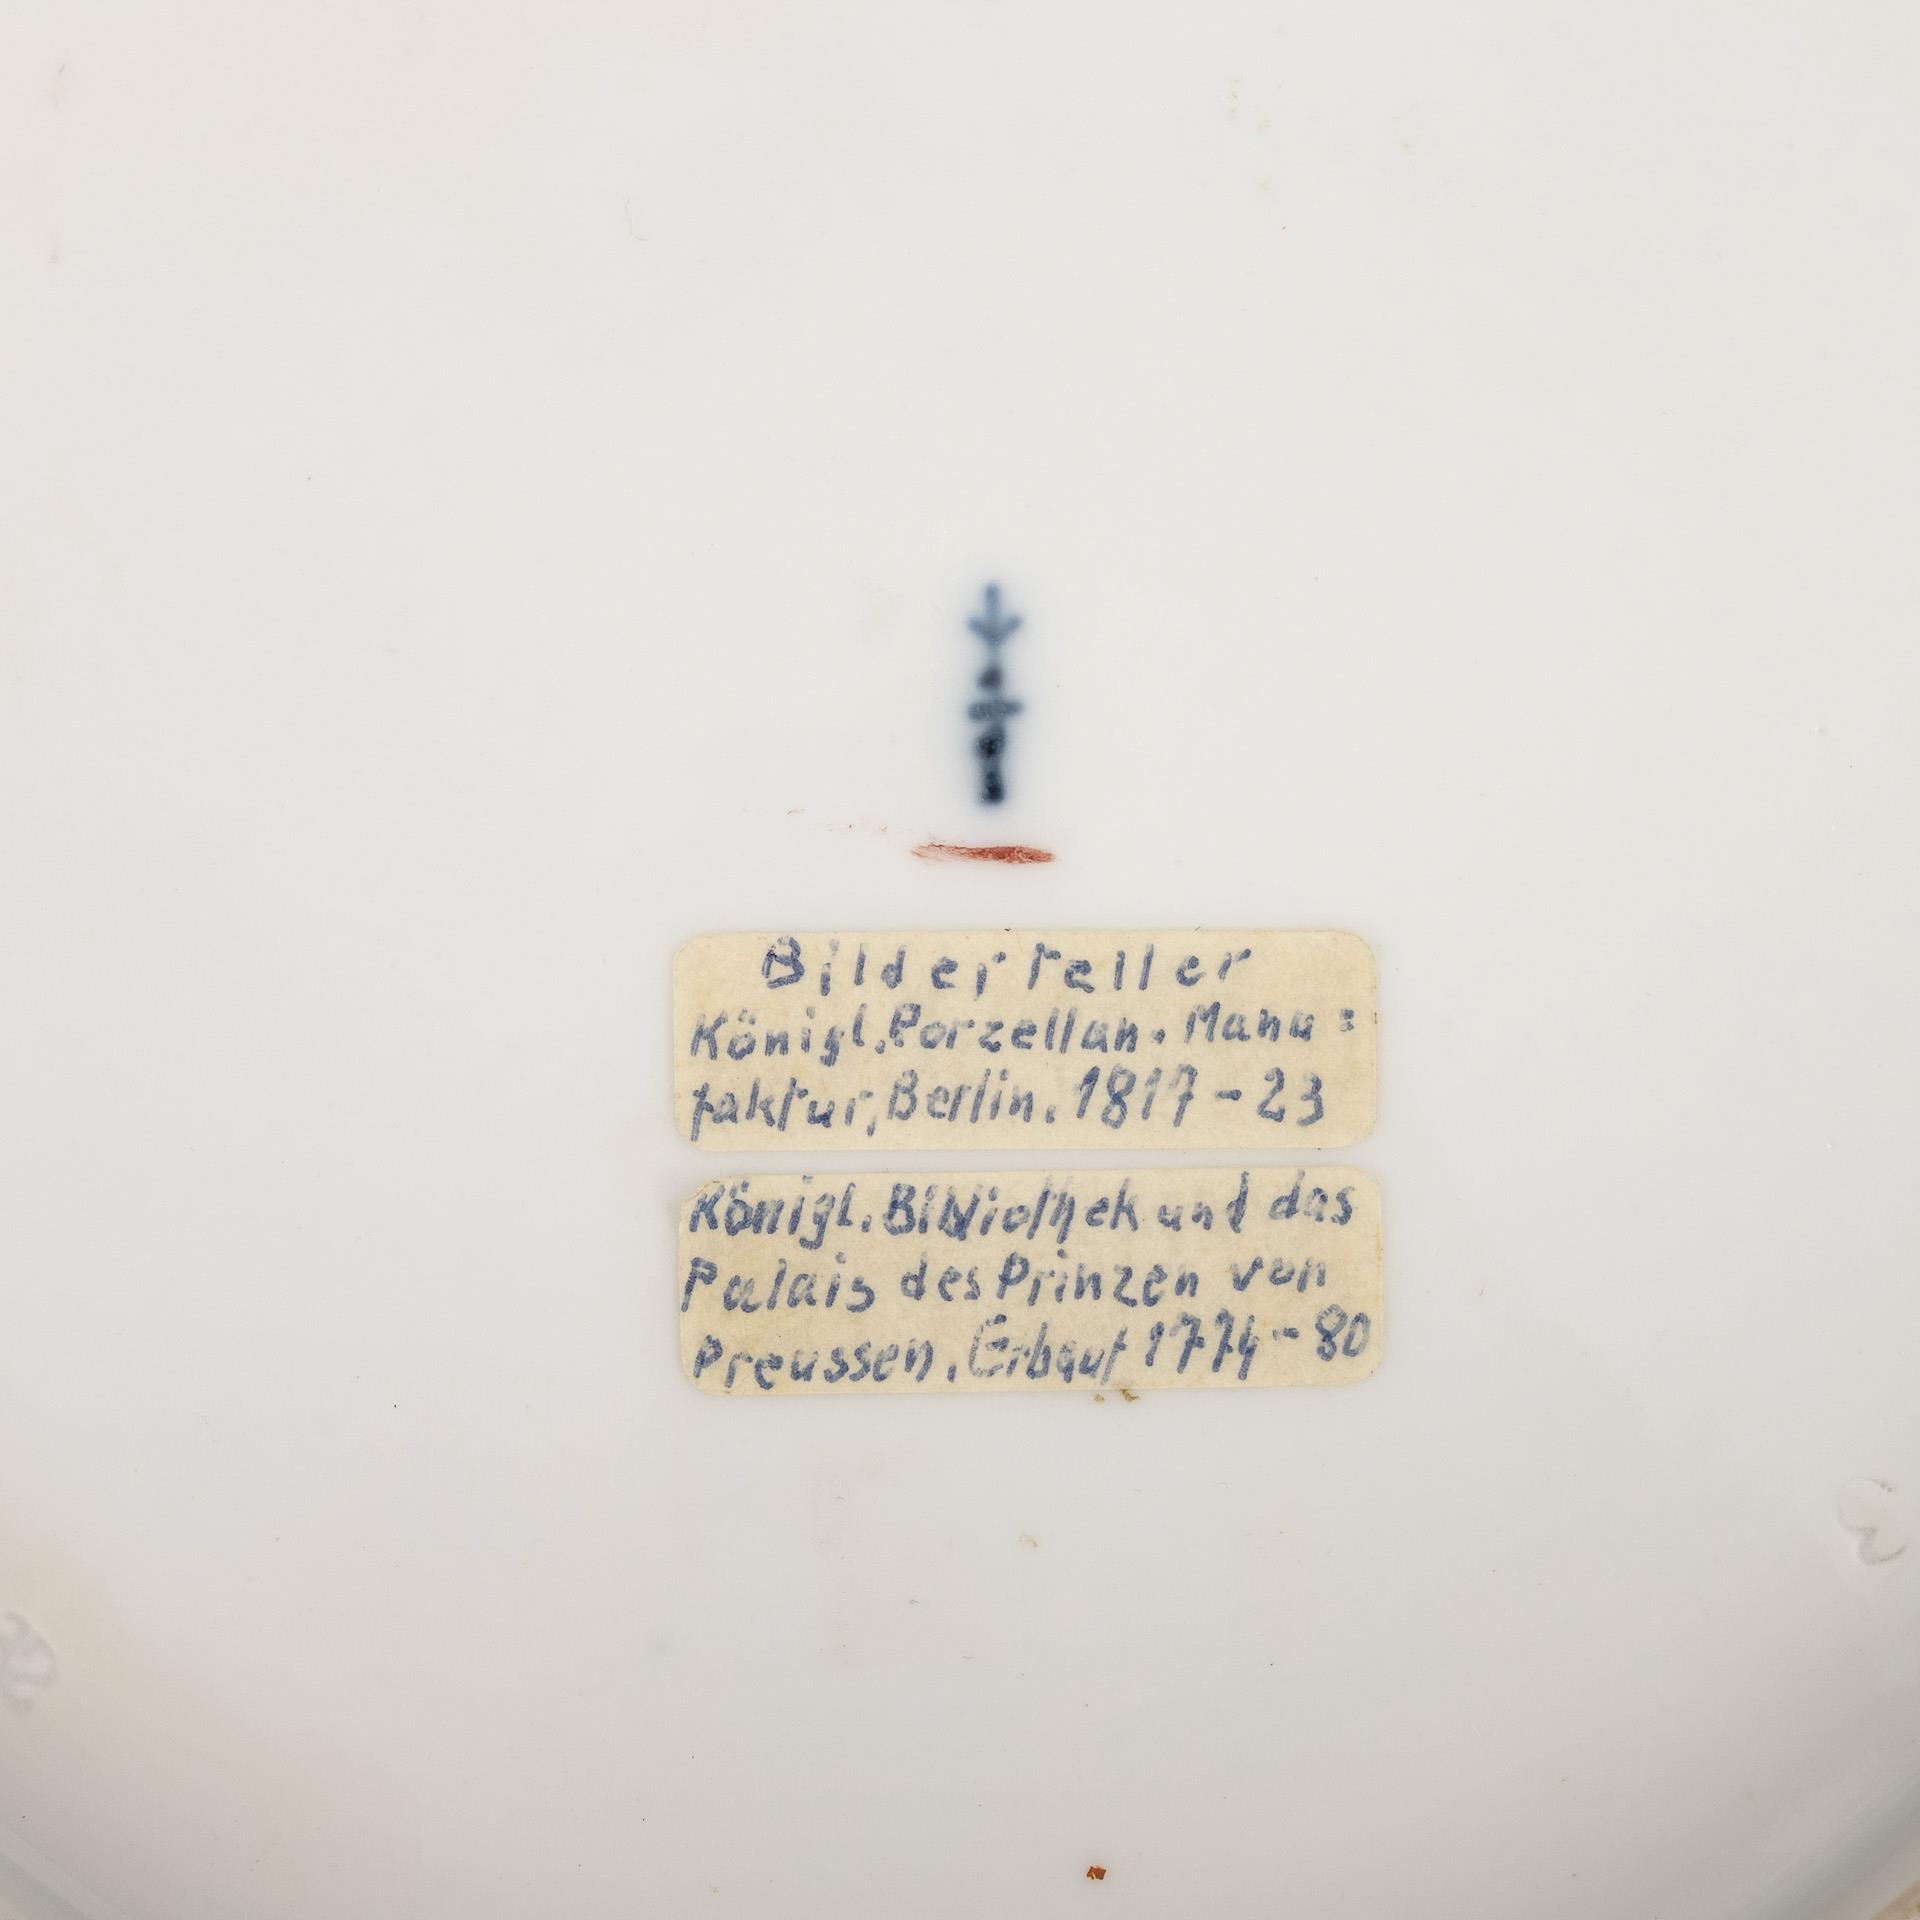 Bilderteller
Königl. Porzellan. Manu=
faktur, Berlin. 1817-23
Königl. Bibliothek und das
Palais des Prinzen von
Preussen. Erbaut 1774-80